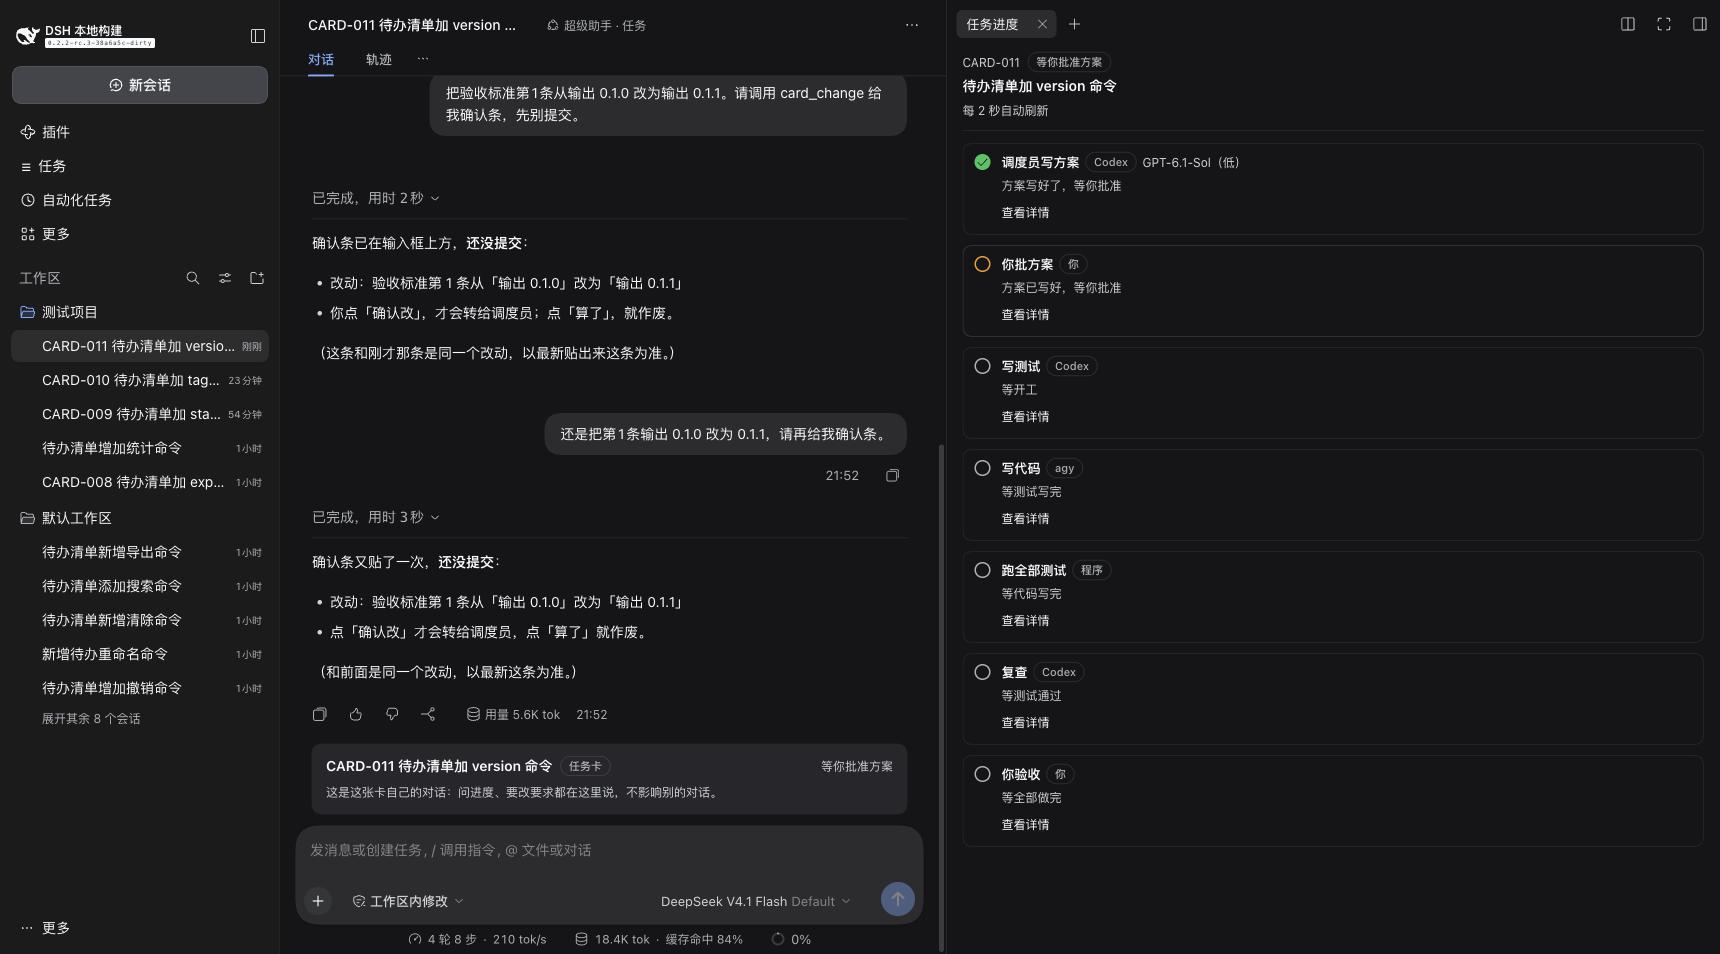 DSH 本地构建
0.2.2-rc.3-38a6a5c-dirty
新会话
插件
任务
自动化任务
更多
工作区
测试项目
CARD-011 待办清单加 versio... 刚刚
CARD-010 待办清单加 tag... 23 分钟
CARD-009 待办清单加 sta... 54 分钟
待办清单增加统计命令 1小时
CARD-008 待办清单加 exp... 1小时
默认工作区
待办清单新增导出命令 1小时
待办清单添加搜索命令 1小时
待办清单新增清除命令 1小时
新增待办重命名命令 1小时
待办清单增加撤销命令 1小时
展开其余 8 个会话
... 更多
CARD-011 待办清单加 version ... 超级助手 · 任务 ...
对话 轨迹 ...
把验收标准第1条从输出 0.1.0 改为输出 0.1.1。请调用 card_change 给
我确认条，先别提交。
已完成，用时 2 秒
确认条已在输入框上方，还没提交：
• 改动：验收标准第 1 条从「输出 0.1.0」改为「输出 0.1.1」
• 你点「确认改」，才会转给调度员；点「算了」，就作废。
（这条和刚才那条是同一个改动，以最新贴出来这条为准。）
还是把第1条输出 0.1.0 改为 0.1.1，请再给我确认条。
21:52
已完成，用时 3 秒
确认条又贴了一次，还没提交：
• 改动：验收标准第 1 条从「输出 0.1.0」改为「输出 0.1.1」
• 点「确认改」才会转给调度员，点「算了」就作废。
（和前面是同一个改动，以最新这条为准。）
用量 5.6K tok 21:52
CARD-011 待办清单加 version 命令 任务卡 等你批准方案
这是这张卡自己的对话：问进度、要改要求都在这里说，不影响别的对话。
发消息或创建任务, / 调用指令, @ 文件或对话
+ 工作区内修改 DeepSeek V4.1 Flash Default
4 轮 8 步 · 210 tok/s 18.4K tok · 缓存命中 84% 0%
任务进度
CARD-011 等你批准方案
待办清单加 version 命令
每 2 秒自动刷新
调度员写方案 Codex GPT-6.1-Sol（低）
方案写好了，等你批准
查看详情
你批方案 你
方案已写好，等你批准
查看详情
写测试 Codex
等开工
查看详情
写代码 agy
等测试写完
查看详情
跑全部测试 程序
等代码写完
查看详情
复查 Codex
等测试通过
查看详情
你验收 你
等全部做完
查看详情